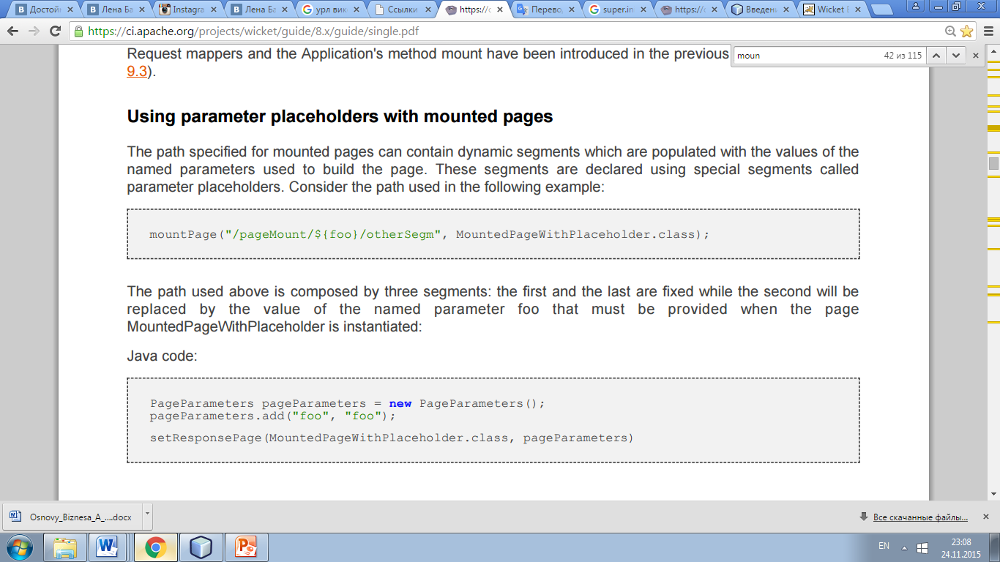 Достой
Лена Ба
Instagra
Лена Ба
урл вик
Ссылки
https://c
Перево
super.in
https://c
Введен
Wicket E
https://ci.apache.org/projects/wicket/guide/8.x/guide/single.pdf
moun
42 из 115
Request mappers and the Application's method mount have been introduced in the previous
9.3).
Using parameter placeholders with mounted pages
The path specified for mounted pages can contain dynamic segments which are populated with the values of the
named parameters used to build the page. These segments are declared using special segments called
parameter placeholders. Consider the path used in the following example:
mountPage("/pageMount/${foo}/otherSegm", MountedPageWithPlaceholder.class);
The path used above is composed by three segments: the first and the last are fixed while the second will be
replaced by the value of the named parameter foo that must be provided when the page
MountedPageWithPlaceholder is instantiated:
Java code:
PageParameters pageParameters = new PageParameters();
pageParameters.add("foo", "foo");
setResponsePage(MountedPageWithPlaceholder.class, pageParameters)
Osnovy_Biznesa_A_....docx
Все скачанные файлы...
EN
23:08
24.11.2015